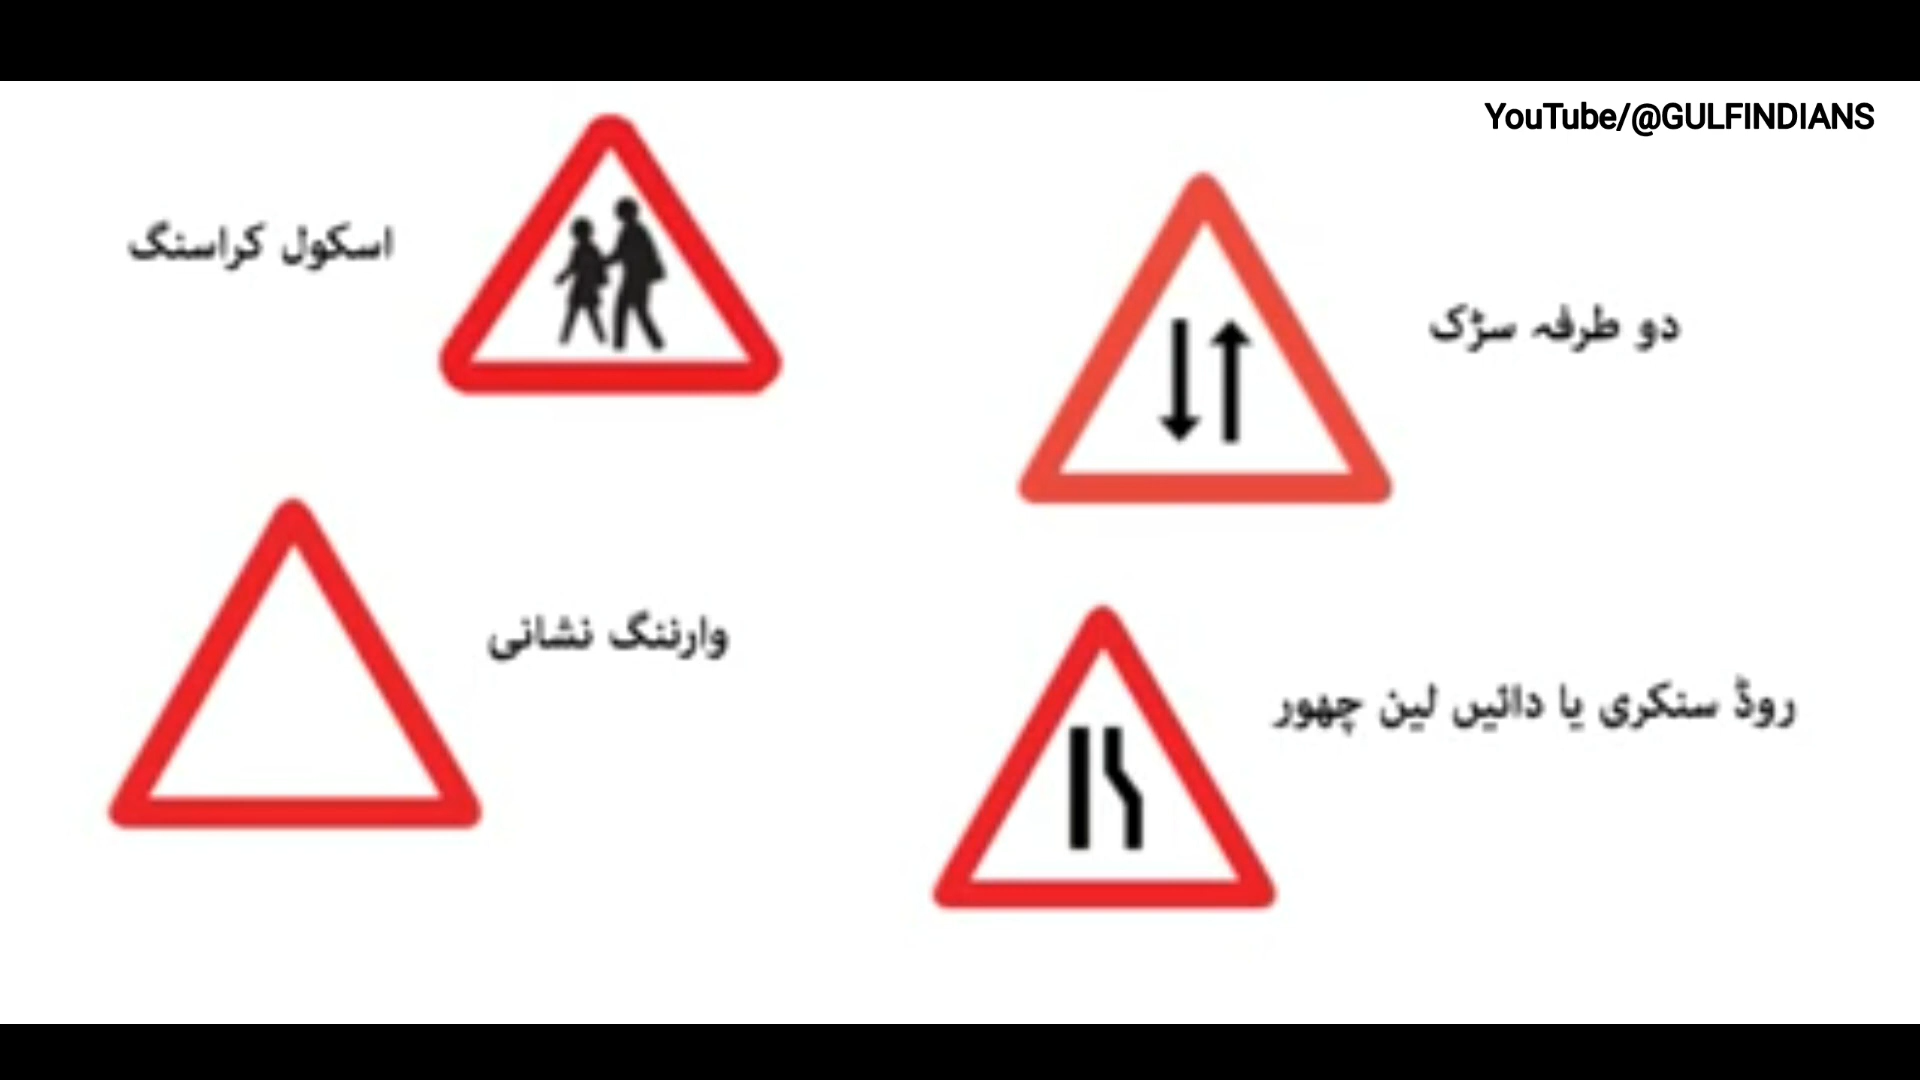 YouTube/@GULFINDIANS
اسکول کراسنگ
دو طرفہ سڑک
وارننگ نشانی
روڈ سنکری یا دائیں لین چھور